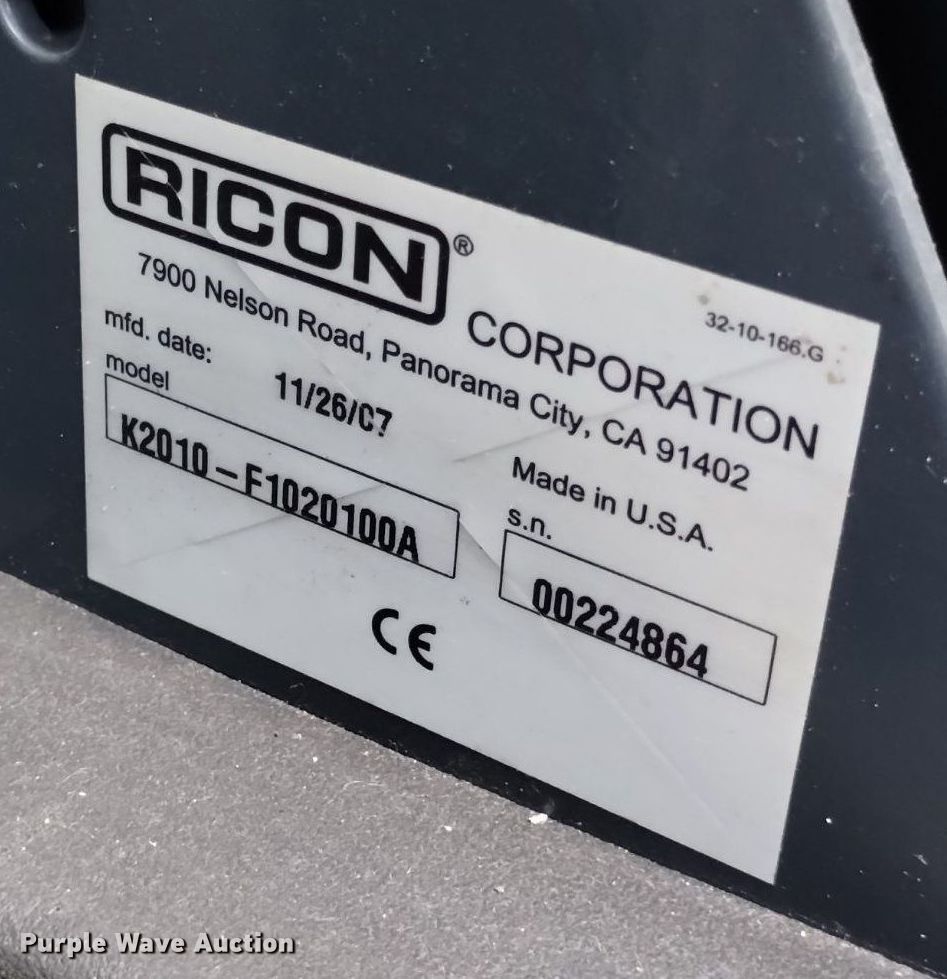 RICON® CORPORATION
32-10-166.G
7900 Nelson Road, Panorama City, CA 91402
mfd. date: 11/26/07
Made in U.S.A.
model
K2010-F1020100A
s.n.
00224864
CE
Purple Wave Auction